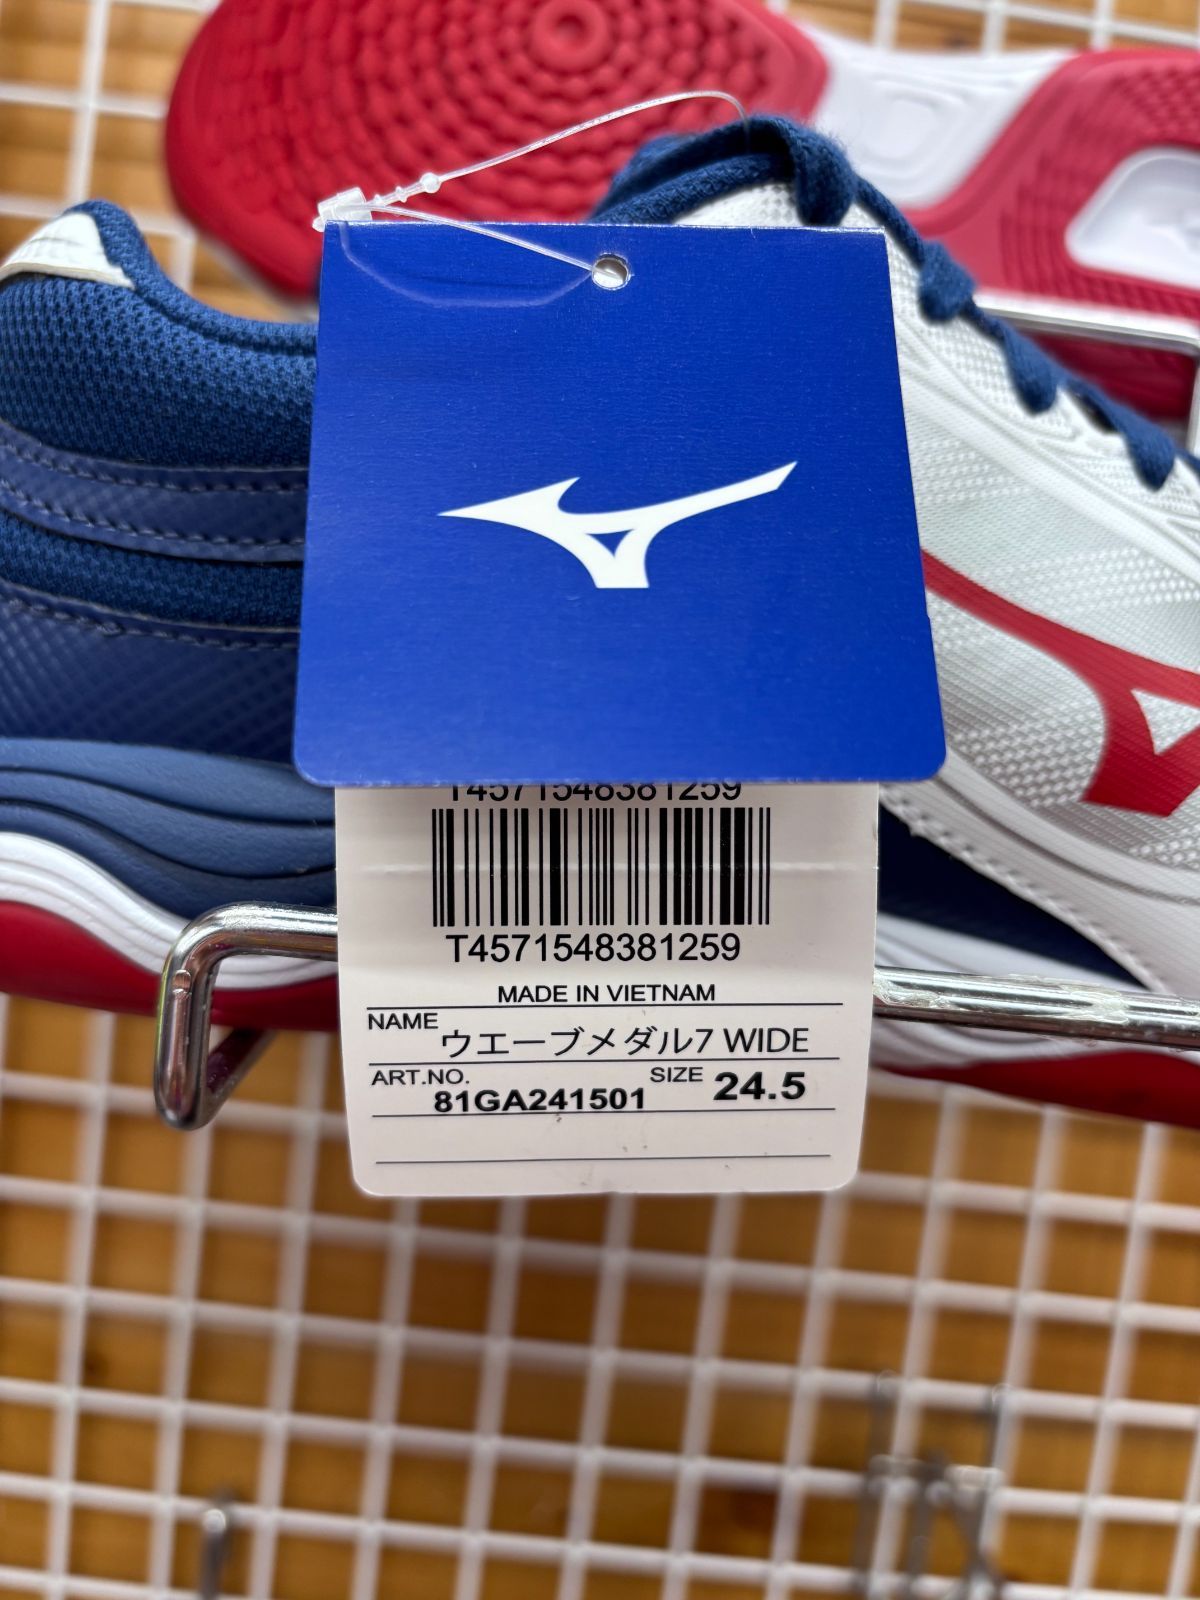 T4571548381259
T4571548381259
MADE IN VIETNAM
NAME
ウエーブメダル7 WIDE
ART.NO.
81GA241501
SIZE
24.5